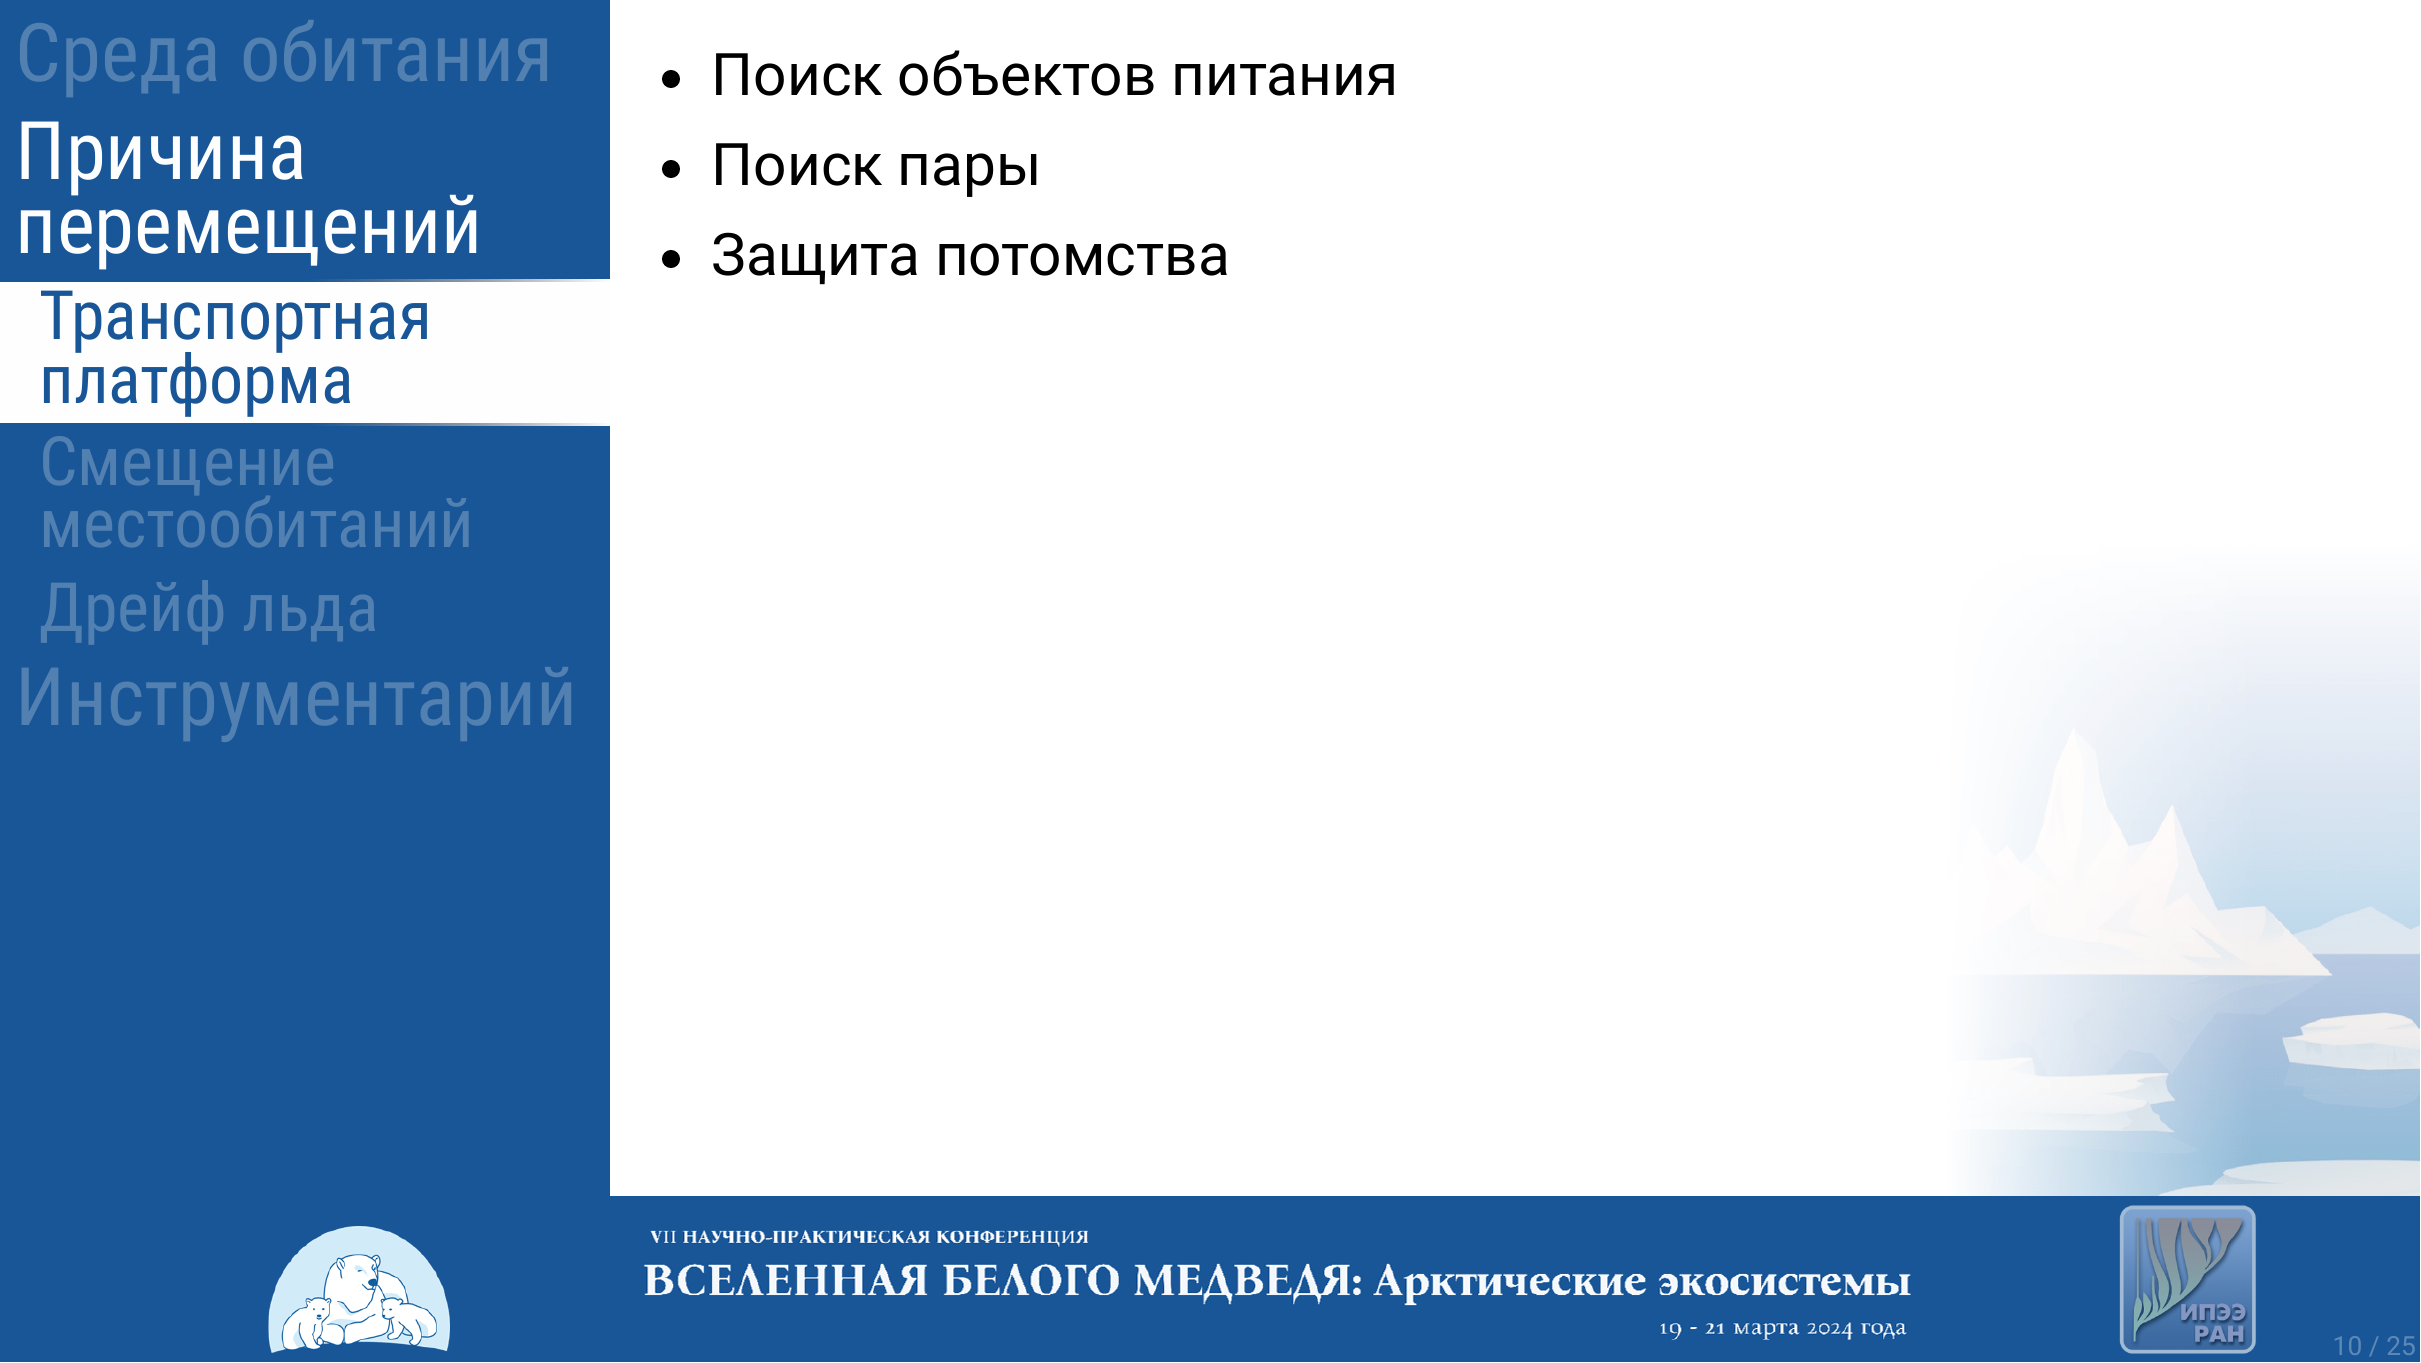 Среда обитания
Причина
перемещений
Транспортная
платформа
Смещение
местообитаний
Дрейф льда
Инструментарий
• Поиск объектов питания
• Поиск пары
• Защита потомства
VII НАУЧНО-ПРАКТИЧЕСКАЯ КОНФЕРЕНЦИЯ
ВСЕЛЕННАЯ БЕЛОГО МЕДВЕДЯ: Арктические экосистемы
19 - 21 марта 2024 года
ИПЭЭ
РАН
10 / 25